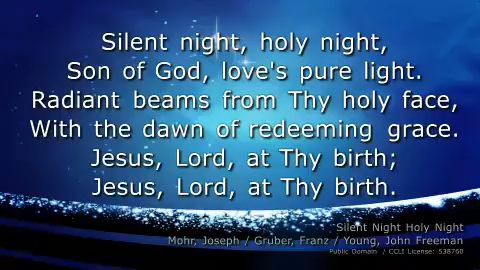 Silent night, holy night,
Son of God, love's pure light.
Radiant beams from Thy holy face,
With the dawn of redeeming grace.
Jesus, Lord, at Thy birth;
Jesus, Lord, at Thy birth.
Silent Night Holy Night
Mohr, Joseph / Gruber, Franz / Young, John Freeman
Public Domain / CCLI License: 538760